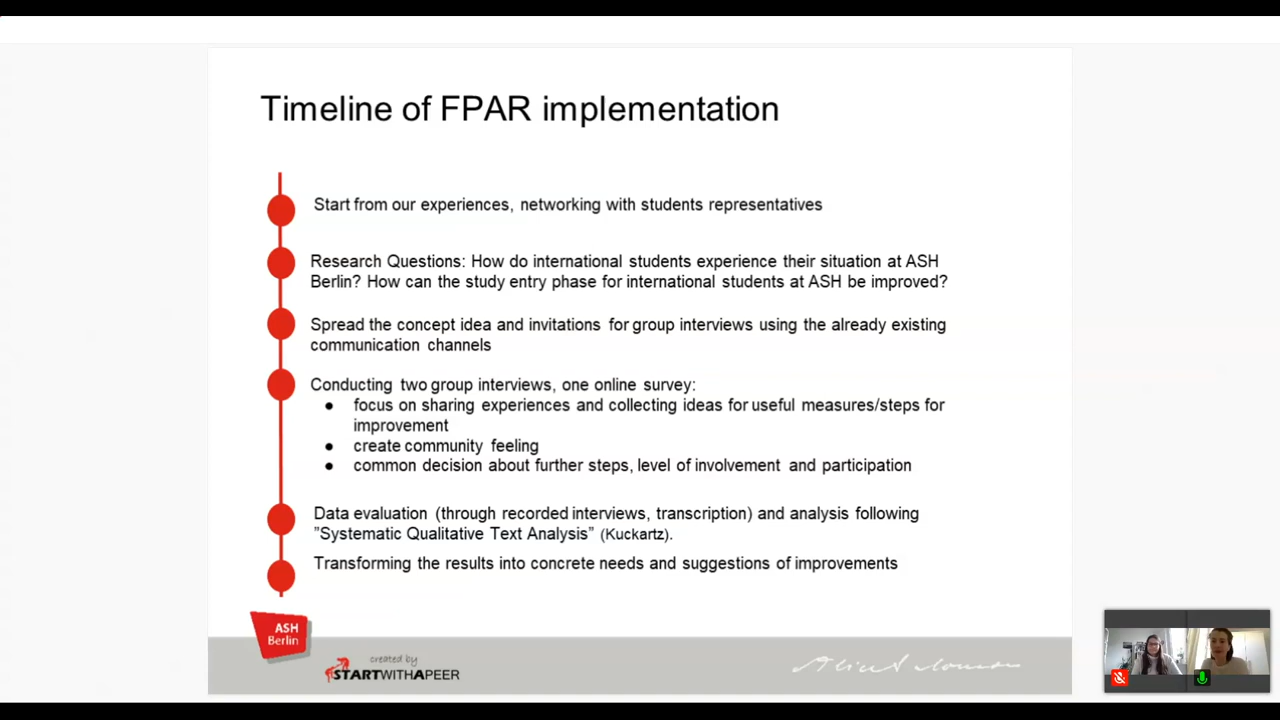 Timeline of FPAR implementation
Start from our experiences, networking with students representatives
Research Questions: How do international students experience their situation at ASH
Berlin? How can the study entry phase for international students at ASH be improved?
Spread the concept idea and invitations for group interviews using the already existing
communication channels
Conducting two group interviews, one online survey:
● focus on sharing experiences and collecting ideas for useful measures/steps for
improvement
● create community feeling
● common decision about further steps, level of involvement and participation
Data evaluation (through recorded interviews, transcription) and analysis following
”Systematic Qualitative Text Analysis” (Kuckartz).
Transforming the results into concrete needs and suggestions of improvements
ASH
Berlin
created by
STARTWITHAPEER